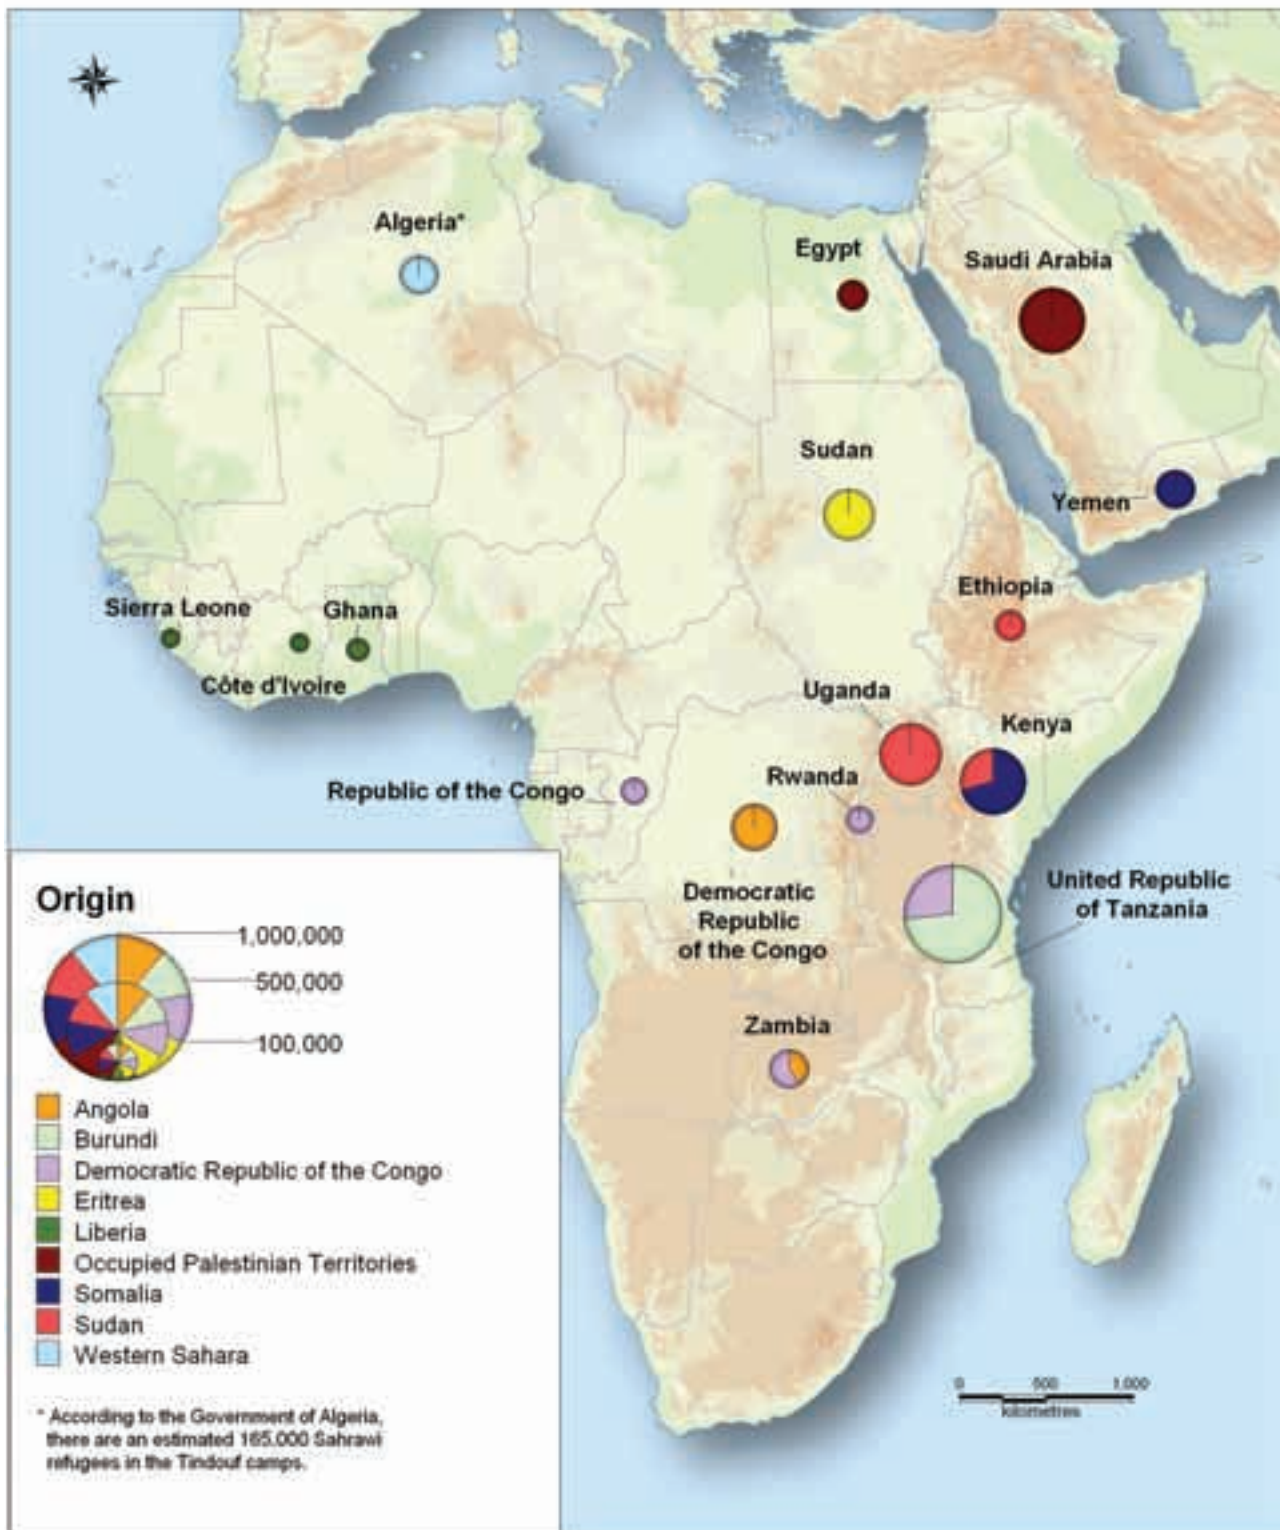 Algeria*
Egypt
Saudi Arabia
Sudan
Yemen
Ethiopia
Sierra Leone
Ghana
Côte d'Ivoire
Uganda
Kenya
Rwanda
Republic of the Congo
Democratic
Republic
of the Congo
United Republic
of Tanzania
Zambia
Origin
1,000,000
500,000
100,000
Angola
Burundi
Democratic Republic of the Congo
Eritrea
Liberia
Occupied Palestinian Territories
Somalia
Sudan
Western Sahara
* According to the Government of Algeria,
there are an estimated 165.000 Sahrawi
refugees in the Tindouf camps.
0 500 1.000
kilometres